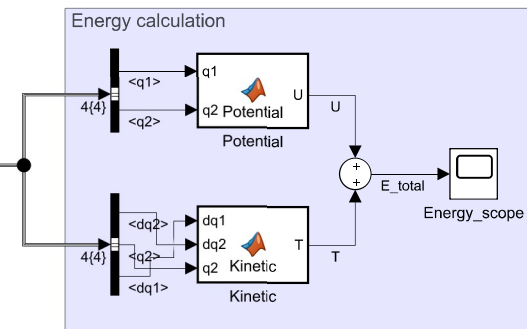 Energy calculation
<q1>
q1
4{4}
<q2>
q2
Potential
U
U
Potential
+
+
E_total
Energy_scope
<dq2>
dq1
<q2>
dq2
T
T
4{4}
q2
Kinetic
<dq1>
Kinetic